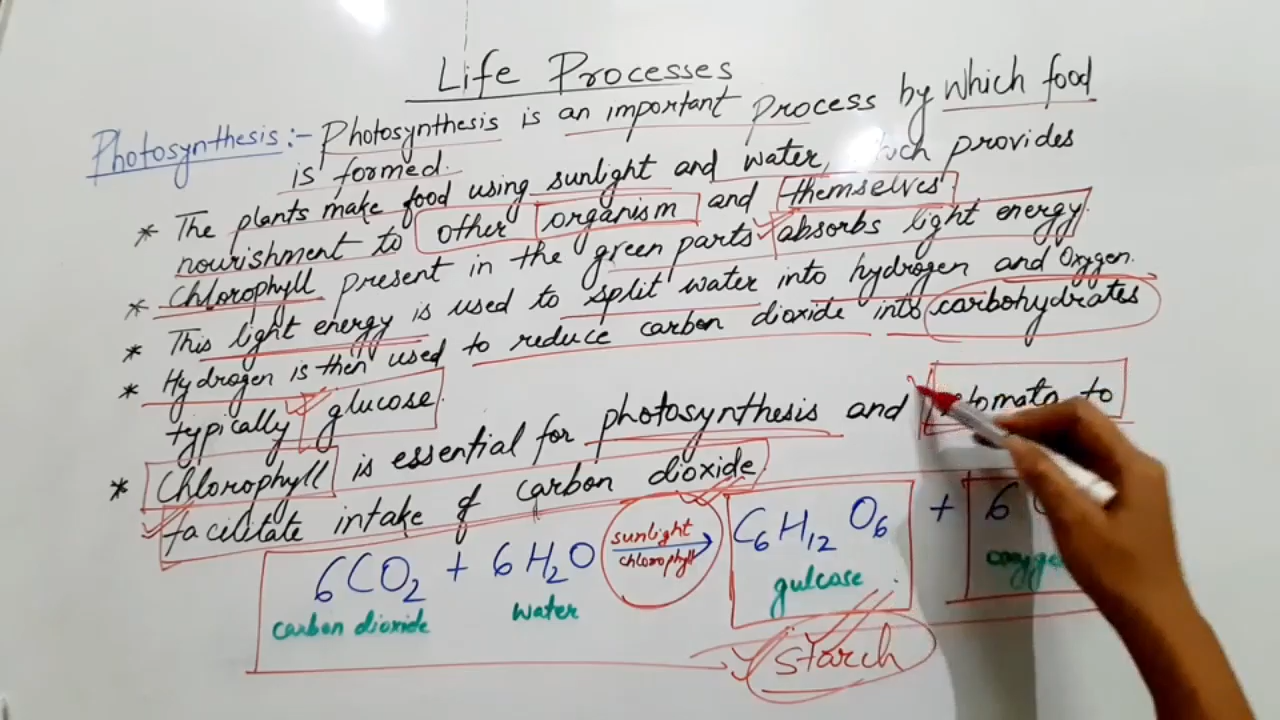 Life Processes
Photosynthesis :- Photosynthesis is an important process by which food
is formed.
* The plants make food using sunlight and water, which provides
nourishment to other organism and themselves.
* Chlorophyll present in the green parts absorbs light energy.
* This light energy is used to split water into hydrogen and Oxygen.
* Hydrogen is then used to reduce carbon dioxide into carbohydrates
typically glucose.
* Chlorophyll is essential for photosynthesis and to
facilitate intake of carbon dioxide
6CO2 + 6H2O sunlight chlorophyll → C6H12O6 + 6
carbon dioxide water gulcose
starch